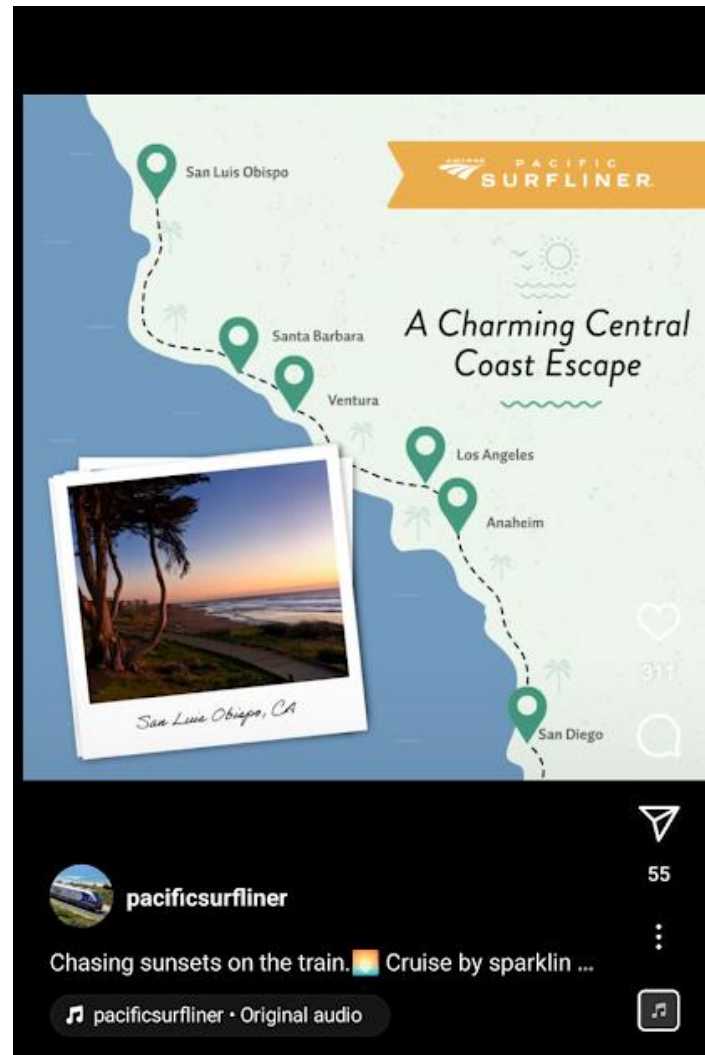 San Luis Obispo
AMTRAK
PACIFIC
SURFLINER
A Charming Central
Coast Escape
Santa Barbara
Ventura
Los Angeles
Anaheim
San Luis Obispo, CA
San Diego
311
55
pacificsurfliner
Chasing sunsets on the train.🌅 Cruise by sparklin ...
pacificsurfliner • Original audio